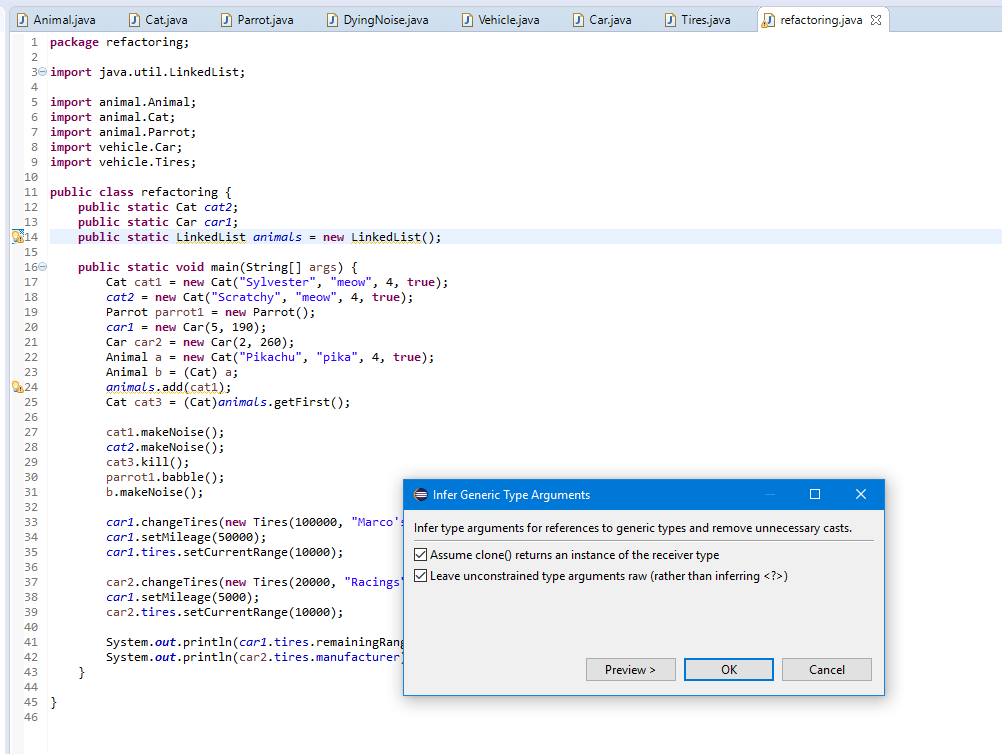 Animal.java Cat.java Parrot.java DyingNoise.java Vehicle.java Car.java Tires.java refactoring.java
1 package refactoring;
2
3 import java.util.LinkedList;
4
5 import animal.Animal;
6 import animal.Cat;
7 import animal.Parrot;
8 import vehicle.Car;
9 import vehicle.Tires;
10
11 public class refactoring {
12 public static Cat cat2;
13 public static Car car1;
14 public static LinkedList animals = new LinkedList();
15
16 public static void main(String[] args) {
17 Cat cat1 = new Cat("Sylvester", "meow", 4, true);
18 cat2 = new Cat("Scratchy", "meow", 4, true);
19 Parrot parrot1 = new Parrot();
20 car1 = new Car(5, 190);
21 Car car2 = new Car(2, 260);
22 Animal a = new Cat("Pikachu", "pika", 4, true);
23 Animal b = (Cat) a;
24 animals.add(cat1);
25 Cat cat3 = (Cat)animals.getFirst();
26
27 cat1.makeNoise();
28 cat2.makeNoise();
29 cat3.kill();
30 parrot1.babble();
31 b.makeNoise();
32
33 car1.changeTires(new Tires(100000, "Marco's
34 car1.setMileage(50000);
35 car1.tires.setCurrentRange(10000);
36
37 car2.changeTires(new Tires(20000, "Racings"
38 car1.setMileage(5000);
39 car2.tires.setCurrentRange(10000);
40
41 System.out.println(car1.tires.remainingRang
42 System.out.println(car2.tires.manufacturer)
43 }
44
45 }
46
Infer Generic Type Arguments
Infer type arguments for references to generic types and remove unnecessary casts.
Assume clone() returns an instance of the receiver type
Leave unconstrained type arguments raw (rather than inferring <?>)
Preview > OK Cancel